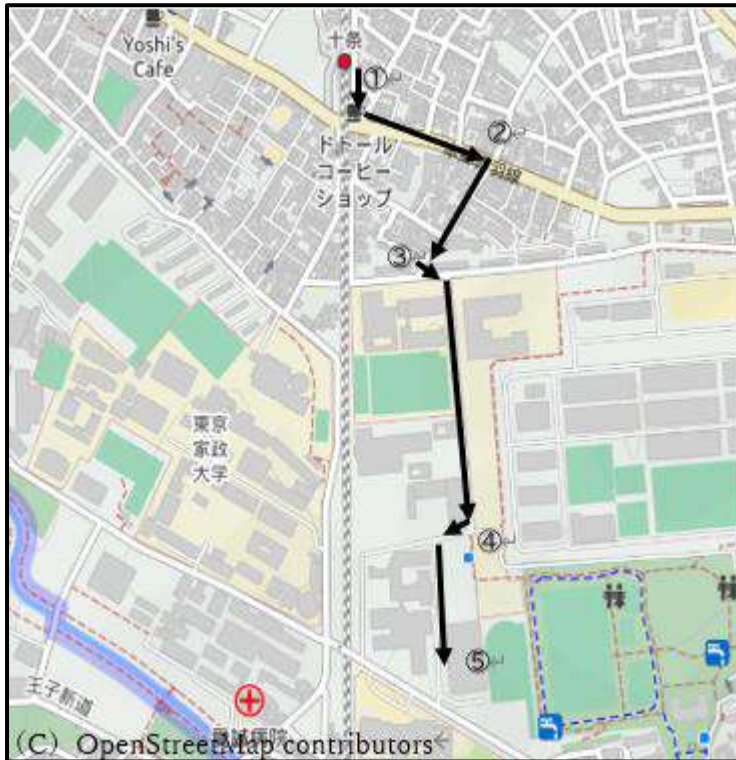 十条
Yoshi's
Cafe
①
ドトール
コーヒー
ショップ
②
③
東京
家政
大学
④
⑤
王子新道
(C) OpenStreetMap contributors